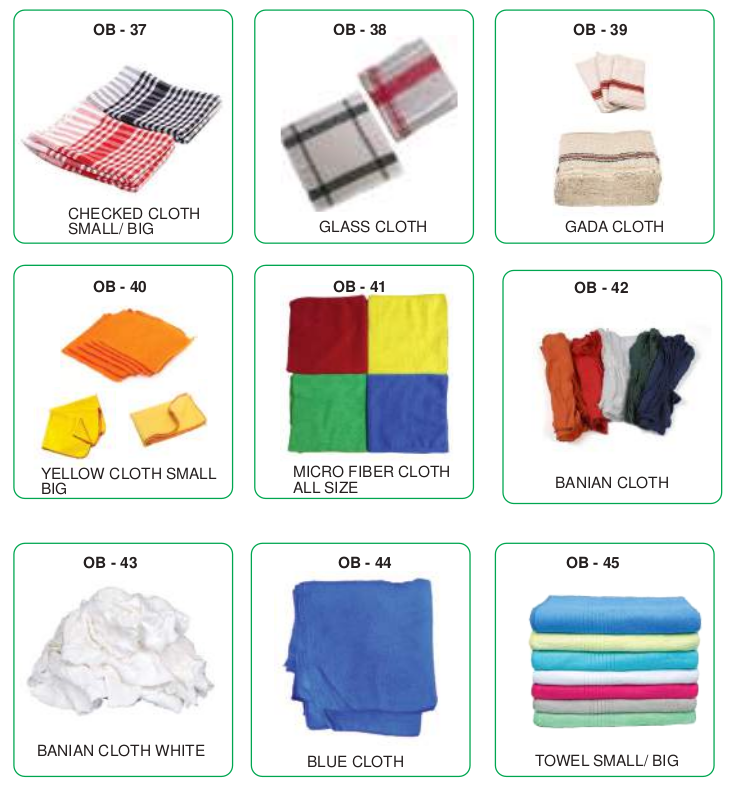 OB - 37
CHECKED CLOTH
SMALL/ BIG
OB - 38
GLASS CLOTH
OB - 39
GADA CLOTH
OB - 40
YELLOW CLOTH SMALL
BIG
OB - 41
MICRO FIBER CLOTH
ALL SIZE
OB - 42
BANIAN CLOTH
OB - 43
BANIAN CLOTH WHITE
OB - 44
BLUE CLOTH
OB - 45
TOWEL SMALL/ BIG